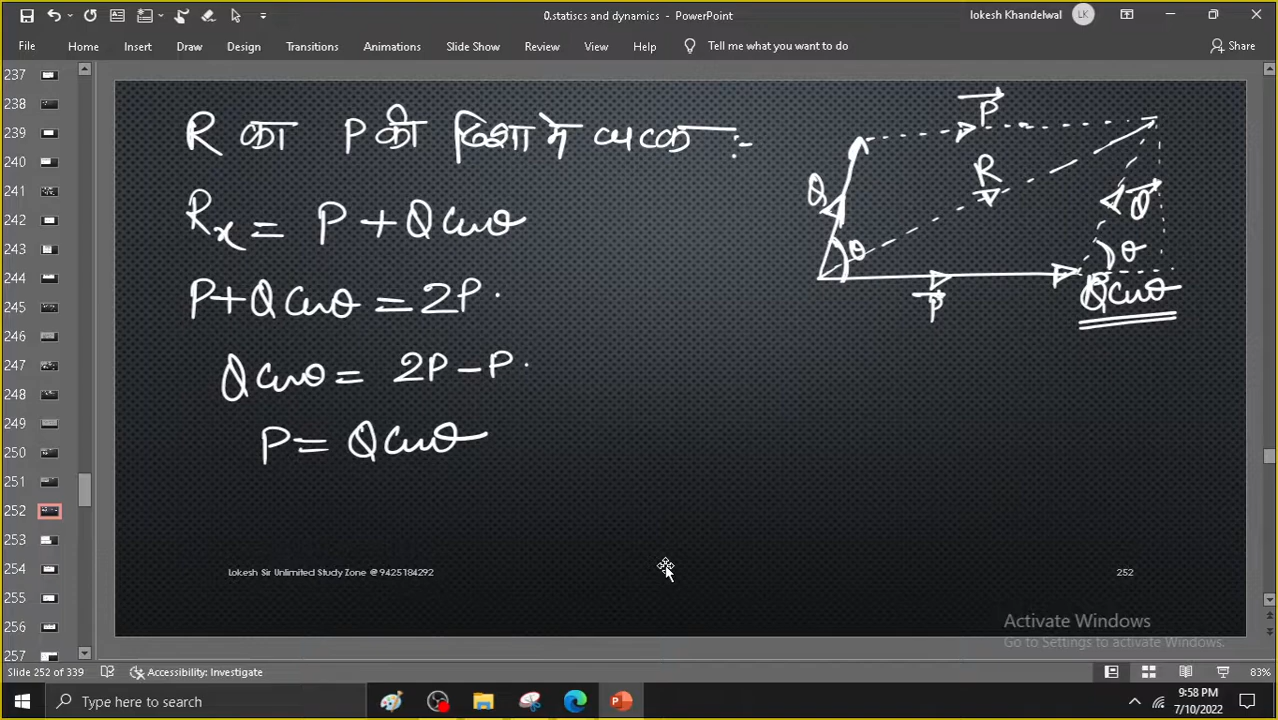 0.statiscs and dynamics - PowerPoint
lokesh Khandelwal LK
File Home Insert Draw Design Transitions Animations Slide Show Review View Help Tell me what you want to do Share
237
238
239
240
241
242
243
244
245
246
247
248
249
250
251
252
253
254
255
256
257
R का P की दिशा में घटक :-
Rx = P + Q Cosθ
P + Q Cosθ = 2P
Q Cosθ = 2P - P
P = Q Cosθ
P
R
Q
Q
θ
θ
P
Q Cosθ
Lokesh Sir Unlimited Study Zone @ 9425184292
252
Activate Windows
Go to Settings to activate Windows.
Slide 252 of 339 Accessibility: Investigate 83%
Type here to search
9:58 PM
7/10/2022